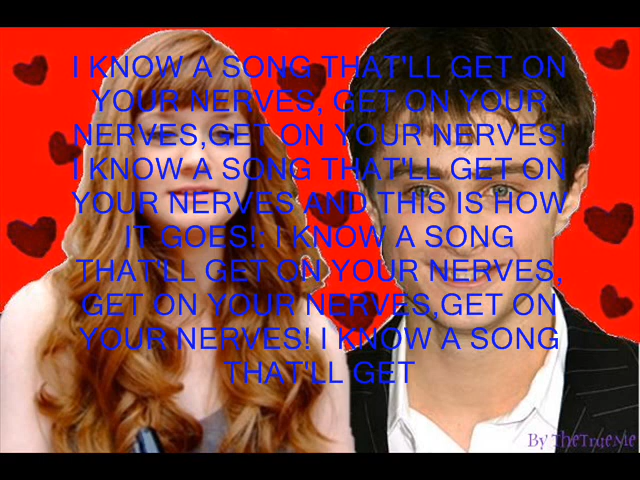 I KNOW A SONG THAT'LL GET ON
YOUR NERVES, GET ON YOUR
NERVES,GET ON YOUR NERVES!
I KNOW A SONG THAT'LL GET ON
YOUR NERVES AND THIS IS HOW
IT GOES!: I KNOW A SONG
THAT'LL GET ON YOUR NERVES,
GET ON YOUR NERVES,GET ON
YOUR NERVES! I KNOW A SONG
THAT'LL GET
By TheTrueMe